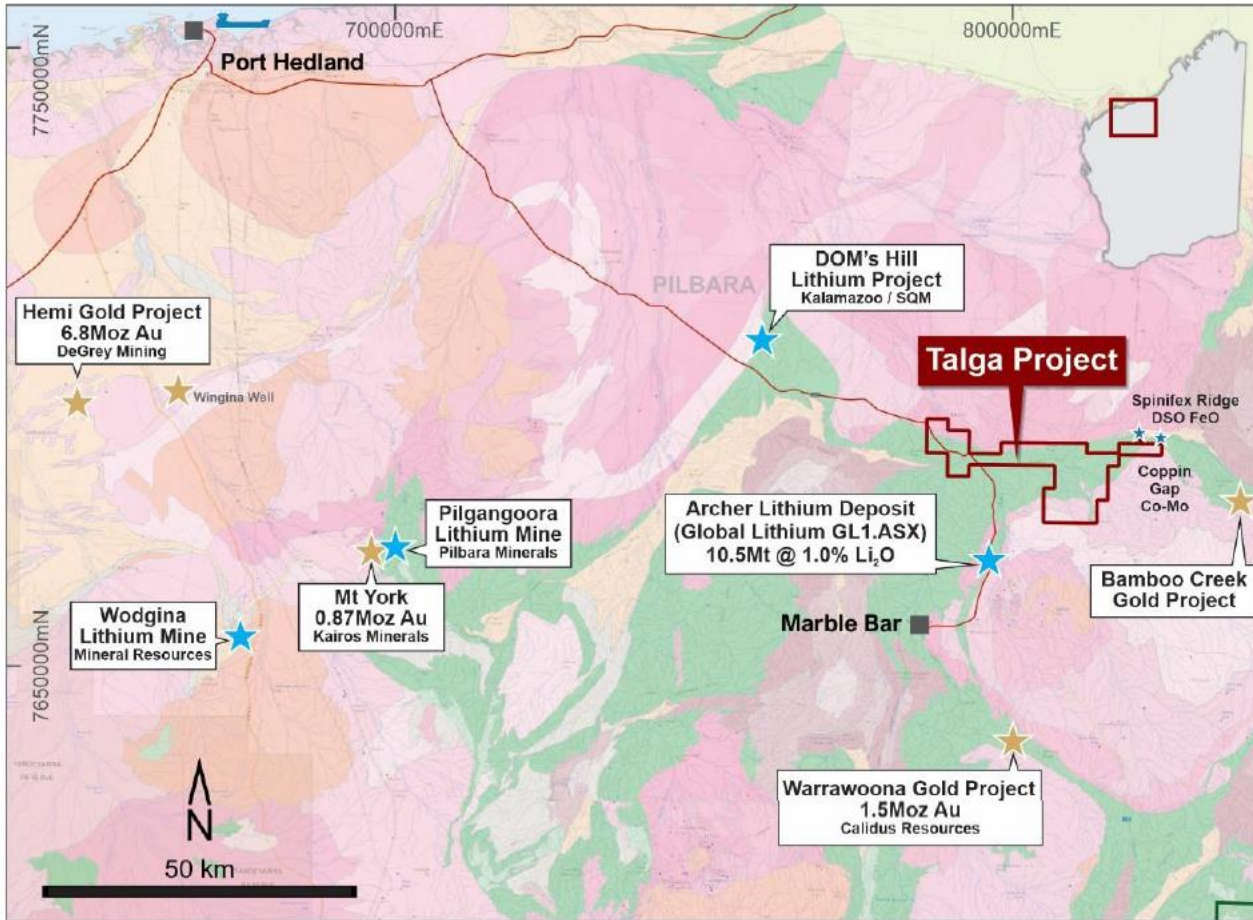 700000mE
800000mE
Port Hedland
7750000mN
PILBARA
DOM's Hill
Lithium Project
Kalamazoo / SQM
Hemi Gold Project
6.8Moz Au
DeGrey Mining
Wingina Well
Talga Project
Spinifex Ridge
DSO FeO
Coppin
Gap
Co-Mo
Pilgangoora
Lithium Mine
Pilbara Minerals
Archer Lithium Deposit
(Global Lithium GL1.ASX)
10.5Mt @ 1.0% Li₂O
Bamboo Creek
Gold Project
Mt York
0.87Moz Au
Kairos Minerals
Wodgina
Lithium Mine
Mineral Resources
Marble Bar
7650000mN
Warrawoona Gold Project
1.5Moz Au
Calidus Resources
N
50 km